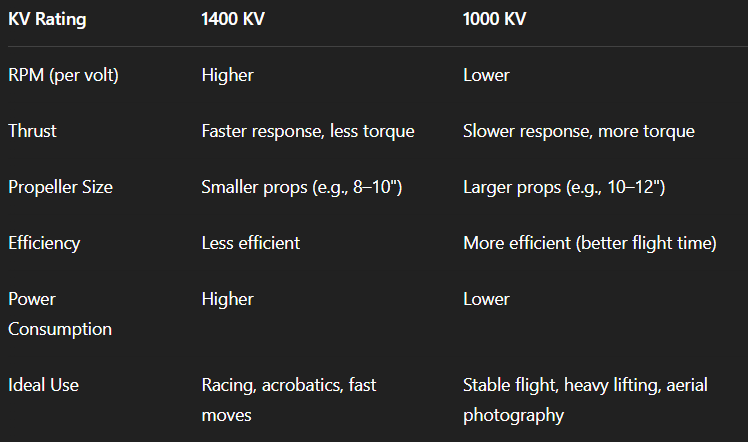 KV Rating 1400 KV 1000 KV
RPM (per volt) Higher Lower
Thrust Faster response, less torque Slower response, more torque
Propeller Size Smaller props (e.g., 8–10") Larger props (e.g., 10–12")
Efficiency Less efficient More efficient (better flight time)
Power Higher Lower
Consumption
Ideal Use Racing, acrobatics, fast Stable flight, heavy lifting, aerial
moves photography